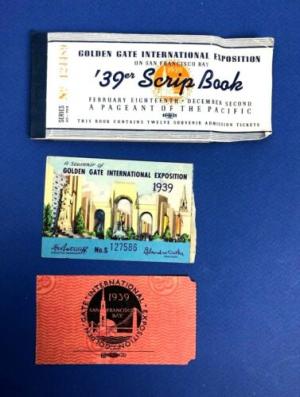 GOLDEN GATE INTERNATIONAL EXPOSITION
ON SAN FRANCISCO BAY
'39er Scrip Book
FEBRUARY EIGHTEENTH · DECEMBER SECOND
A PAGEANT OF THE PACIFIC
THIS BOOK CONTAINS TWELVE SOUVENIR ADMISSION TICKETS
SERIES
A Souvenir of
GOLDEN GATE INTERNATIONAL EXPOSITION
1939
No.S 127586
1939
SAN FRANCISCO
BAY
GOLDEN GATE INTERNATIONAL EXPOSITION